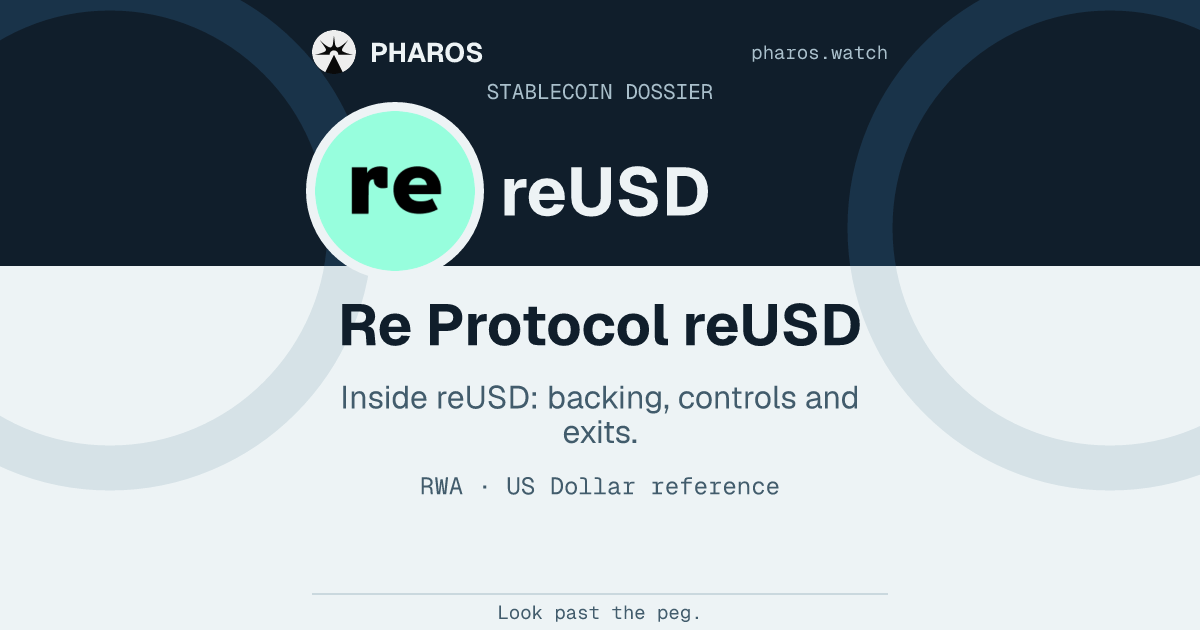 PHAROS
pharos.watch
STABLECOIN DOSSIER
re
reUSD
Re Protocol reUSD
Inside reUSD: backing, controls and
exits.
RWA · US Dollar reference
Look past the peg.